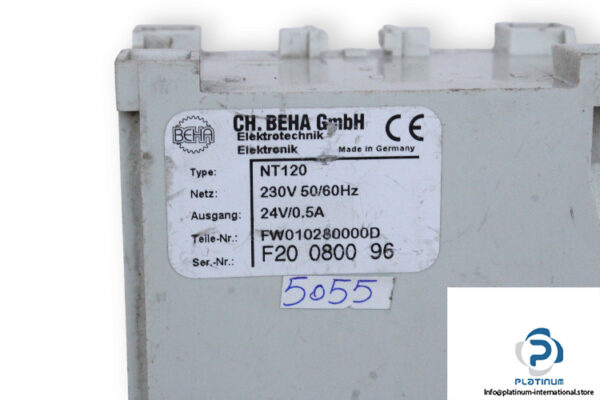 BEHA
CH. BEHA GmbH
Elektrotechnik
Elektronik Made in Germany
CE
Type: NT120
Netz: 230V 50/60Hz
Ausgang: 24V/0.5A
Teile-Nr.: FW010280000D
Ser.-Nr.: F20 0800 96
5055
PLATINUM
Info@platinum-international.store